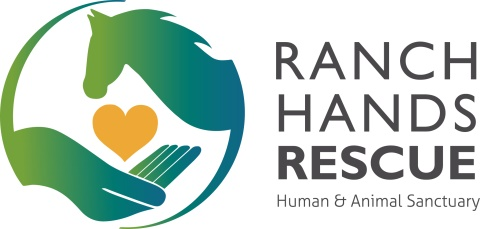 RANCH
HANDS
RESCUE
Human & Animal Sanctuary